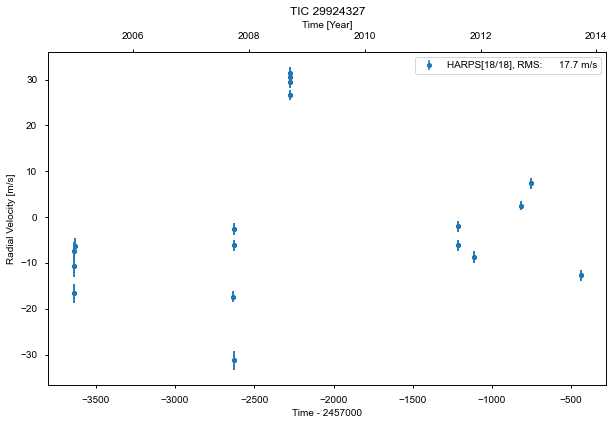 TIC 29924327
Time [Year]
2006 2008 2010 2012 2014
HARPS[18/18], RMS: 17.7 m/s
Radial Velocity [m/s]
30
20
10
0
−10
−20
−30
−3500 −3000 −2500 −2000 −1500 −1000 −500
Time - 2457000